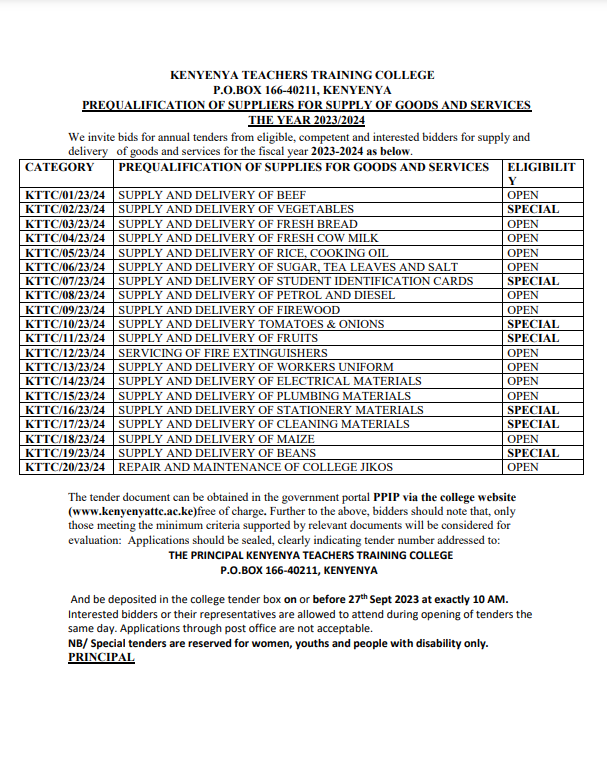 KENYENYA TEACHERS TRAINING COLLEGE
P.O.BOX 166-40211, KENYENYA
PREQUALIFICATION OF SUPPLIERS FOR SUPPLY OF GOODS AND SERVICES
THE YEAR 2023/2024
We invite bids for annual tenders from eligible, competent and interested bidders for supply and
delivery of goods and services for the fiscal year 2023-2024 as below.
CATEGORY PREQUALIFICATION OF SUPPLIES FOR GOODS AND SERVICES ELIGIBILIT
Y
KTTC/01/23/24 SUPPLY AND DELIVERY OF BEEF OPEN
KTTC/02/23/24 SUPPLY AND DELIVERY OF VEGETABLES SPECIAL
KTTC/03/23/24 SUPPLY AND DELIVERY OF FRESH BREAD OPEN
KTTC/04/23/24 SUPPLY AND DELIVERY OF FRESH COW MILK OPEN
KTTC/05/23/24 SUPPLY AND DELIVERY OF RICE, COOKING OIL OPEN
KTTC/06/23/24 SUPPLY AND DELIVERY OF SUGAR, TEA LEAVES AND SALT OPEN
KTTC/07/23/24 SUPPLY AND DELIVERY OF STUDENT IDENTIFICATION CARDS SPECIAL
KTTC/08/23/24 SUPPLY AND DELIVERY OF PETROL AND DIESEL OPEN
KTTC/09/23/24 SUPPLY AND DELIVERY OF FIREWOOD OPEN
KTTC/10/23/24 SUPPLY AND DELIVERY TOMATOES & ONIONS SPECIAL
KTTC/11/23/24 SUPPLY AND DELIVERY OF FRUITS SPECIAL
KTTC/12/23/24 SERVICING OF FIRE EXTINGUISHERS OPEN
KTTC/13/23/24 SUPPLY AND DELIVERY OF WORKERS UNIFORM OPEN
KTTC/14/23/24 SUPPLY AND DELIVERY OF ELECTRICAL MATERIALS OPEN
KTTC/15/23/24 SUPPLY AND DELIVERY OF PLUMBING MATERIALS OPEN
KTTC/16/23/24 SUPPLY AND DELIVERY OF STATIONERY MATERIALS SPECIAL
KTTC/17/23/24 SUPPLY AND DELIVERY OF CLEANING MATERIALS SPECIAL
KTTC/18/23/24 SUPPLY AND DELIVERY OF MAIZE OPEN
KTTC/19/23/24 SUPPLY AND DELIVERY OF BEANS SPECIAL
KTTC/20/23/24 REPAIR AND MAINTENANCE OF COLLEGE JIKOS OPEN
The tender document can be obtained in the government portal PPIP via the college website
(www.kenyenyattc.ac.ke)free of charge. Further to the above, bidders should note that, only
those meeting the minimum criteria supported by relevant documents will be considered for
evaluation: Applications should be sealed, clearly indicating tender number addressed to:
THE PRINCIPAL KENYENYA TEACHERS TRAINING COLLEGE
P.O.BOX 166-40211, KENYENYA
And be deposited in the college tender box on or before 27th Sept 2023 at exactly 10 AM.
Interested bidders or their representatives are allowed to attend during opening of tenders the
same day. Applications through post office are not acceptable.
NB/ Special tenders are reserved for women, youths and people with disability only.
PRINCIPAL